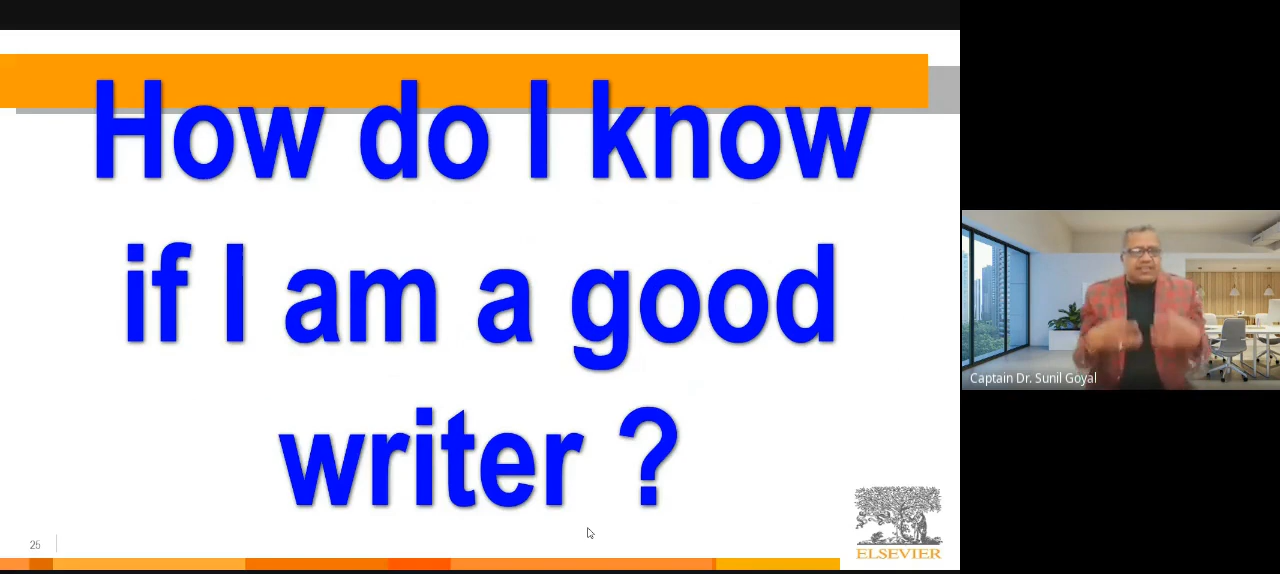 How do I know
if I am a good
writer ?
Captain Dr. Sunil Goyal
25
ELSEVIER